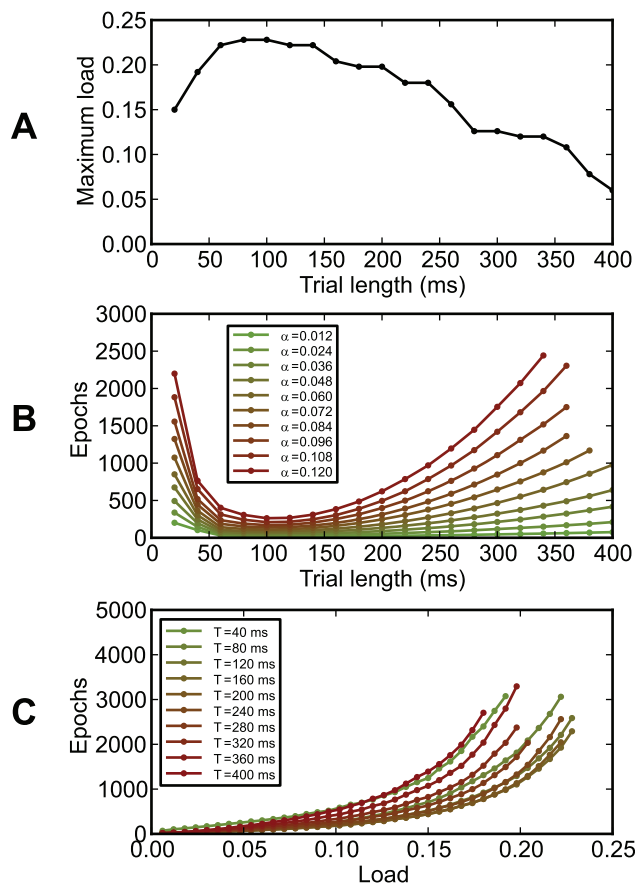 A
Maximum load
0.25
0.20
0.15
0.10
0.05
0.00
0 50 100 150 200 250 300 350 400
Trial length (ms)
B
Epochs
3000
2500
2000
1500
1000
500
0
α=0.012
α=0.024
α=0.036
α=0.048
α=0.060
α=0.072
α=0.084
α=0.096
α=0.108
α=0.120
0 50 100 150 200 250 300 350 400
Trial length (ms)
C
Epochs
5000
4000
3000
2000
1000
0
T=40 ms
T=80 ms
T=120 ms
T=160 ms
T=200 ms
T=240 ms
T=280 ms
T=320 ms
T=360 ms
T=400 ms
0.00 0.05 0.10 0.15 0.20 0.25
Load